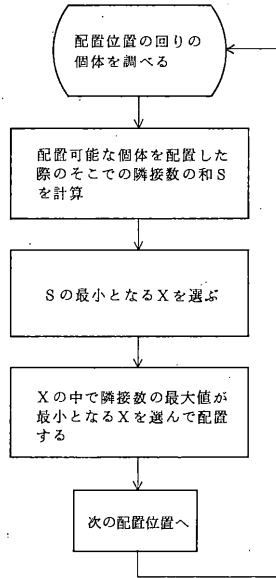 配置位置の回りの
個体を調べる
配置可能な個体を配置した
際のそこでの隣接数の和S
を計算
Sの最小となるXを選ぶ
Xの中で隣接数の最大値が
最小となるXを選んで配置
する
次の配置位置へ